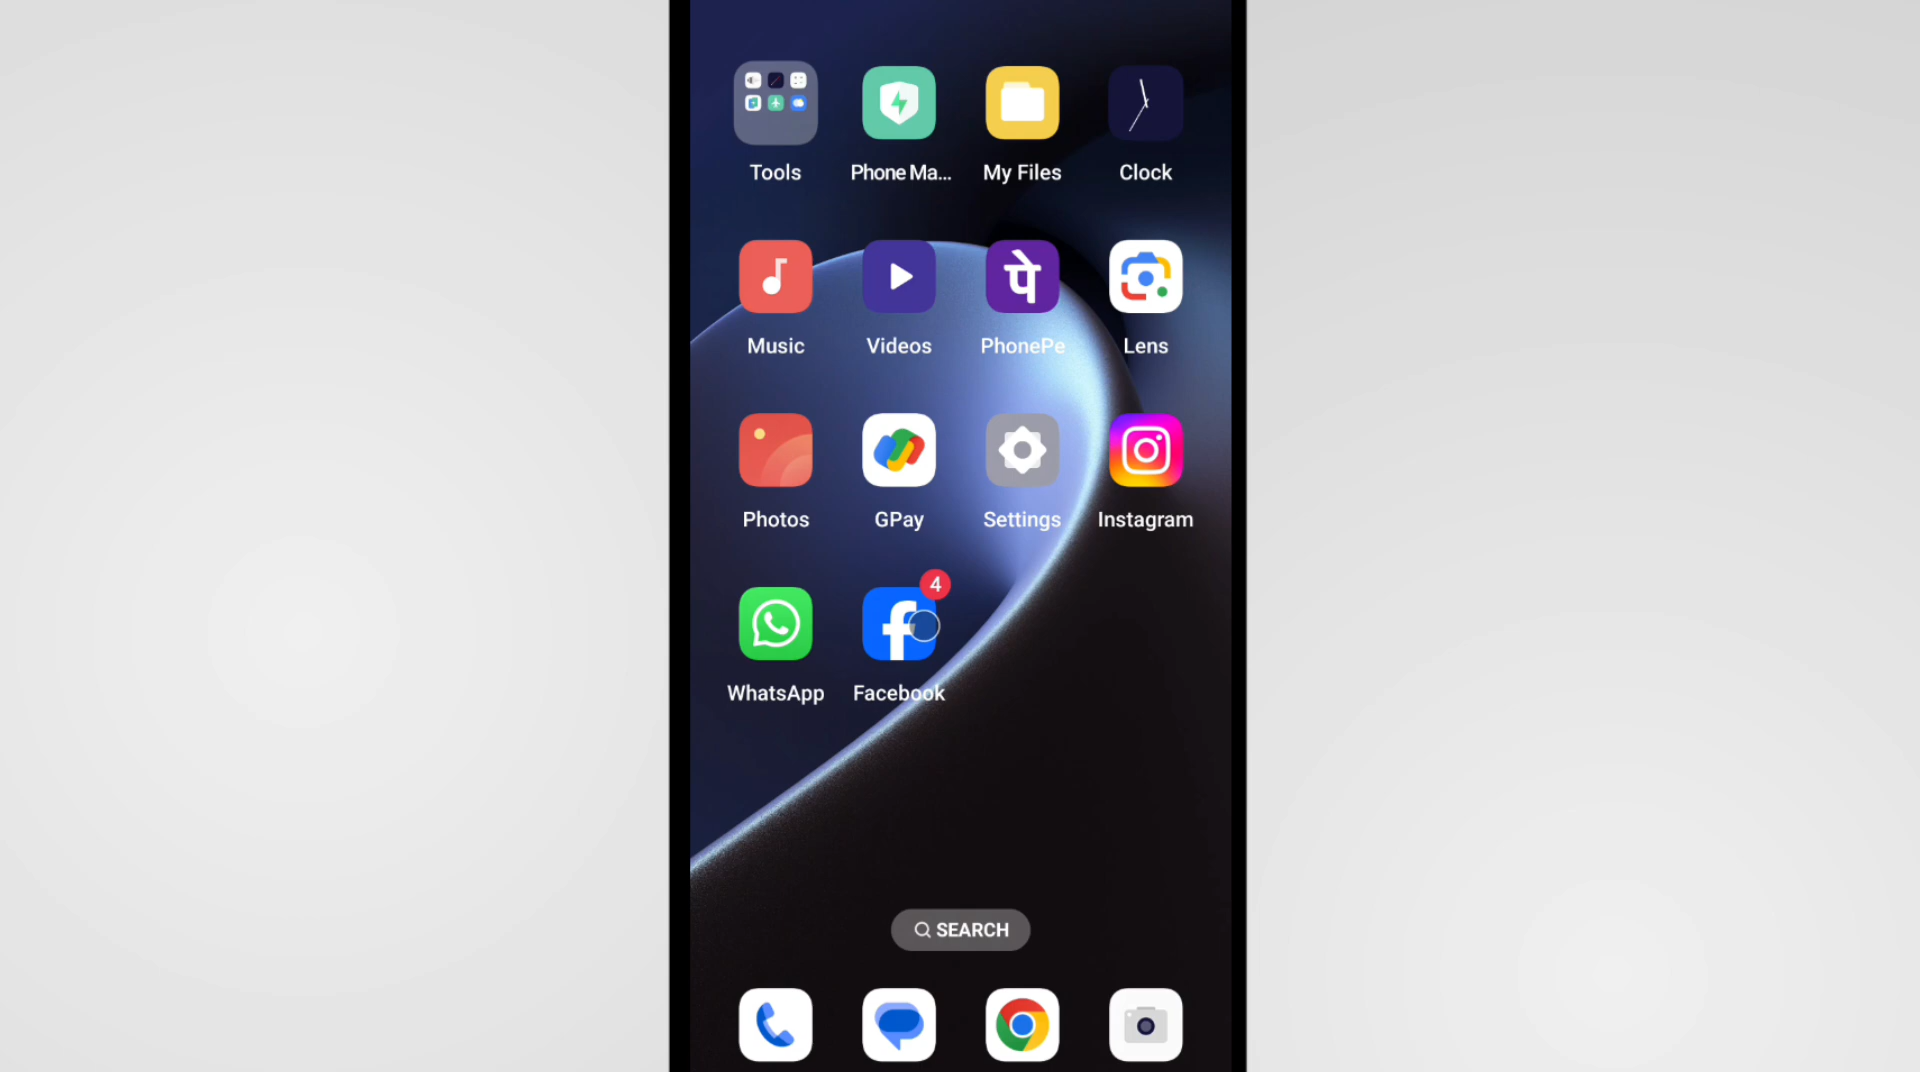 Tools
Phone Ma...
My Files
Clock
पे
Music
Videos
PhonePe
Lens
Photos
GPay
Settings
Instagram
4
f
WhatsApp
Facebook
SEARCH